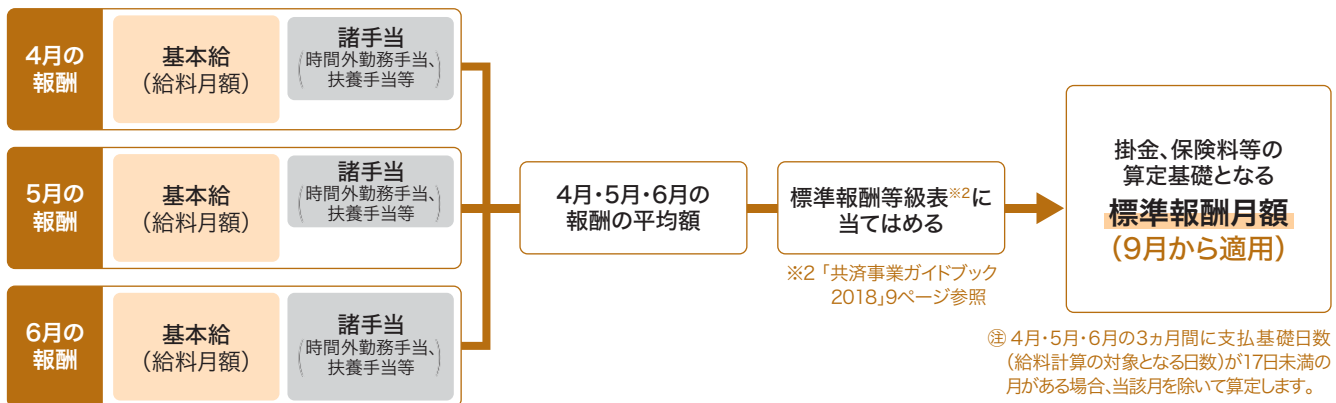 4月の
報酬
基本給
(給料月額)
諸手当
(時間外勤務手当、
扶養手当等)
5月の
報酬
基本給
(給料月額)
諸手当
(時間外勤務手当、
扶養手当等)
6月の
報酬
基本給
(給料月額)
諸手当
(時間外勤務手当、
扶養手当等)
4月・5月・6月の
報酬の平均額
標準報酬等級表※2に
当てはめる
※2「共済事業ガイドブック
2018」9ページ参照
掛金、保険料等の
算定基礎となる
標準報酬月額
(9月から適用)
㊟ 4月・5月・6月の3ヵ月間に支払基礎日数
(給料計算の対象となる日数)が17日未満の
月がある場合、当該月を除いて算定します。